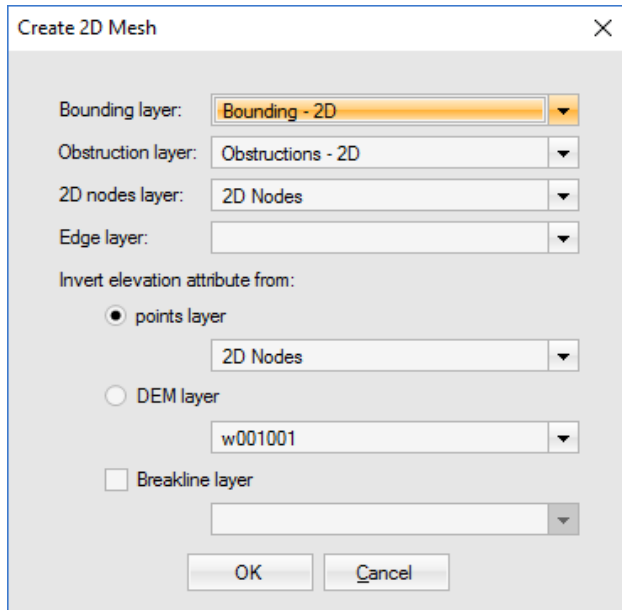 Create 2D Mesh
Bounding layer: Bounding - 2D
Obstruction layer: Obstructions - 2D
2D nodes layer: 2D Nodes
Edge layer:
Invert elevation attribute from:
points layer
2D Nodes
DEM layer
w001001
Breakline layer
OK Cancel